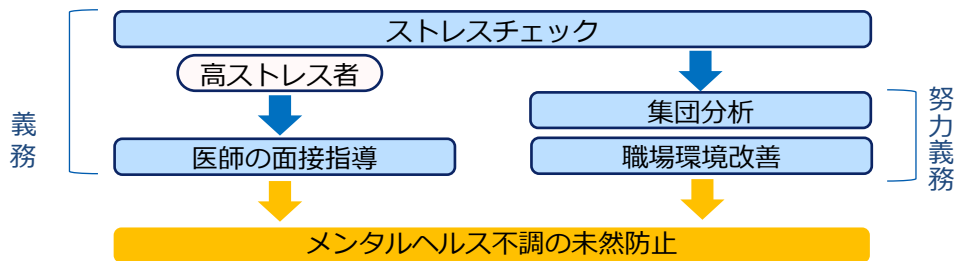 ストレスチェック
高ストレス者
集団分析
義務
努力義務
医師の面接指導
職場環境改善
メンタルヘルス不調の未然防止